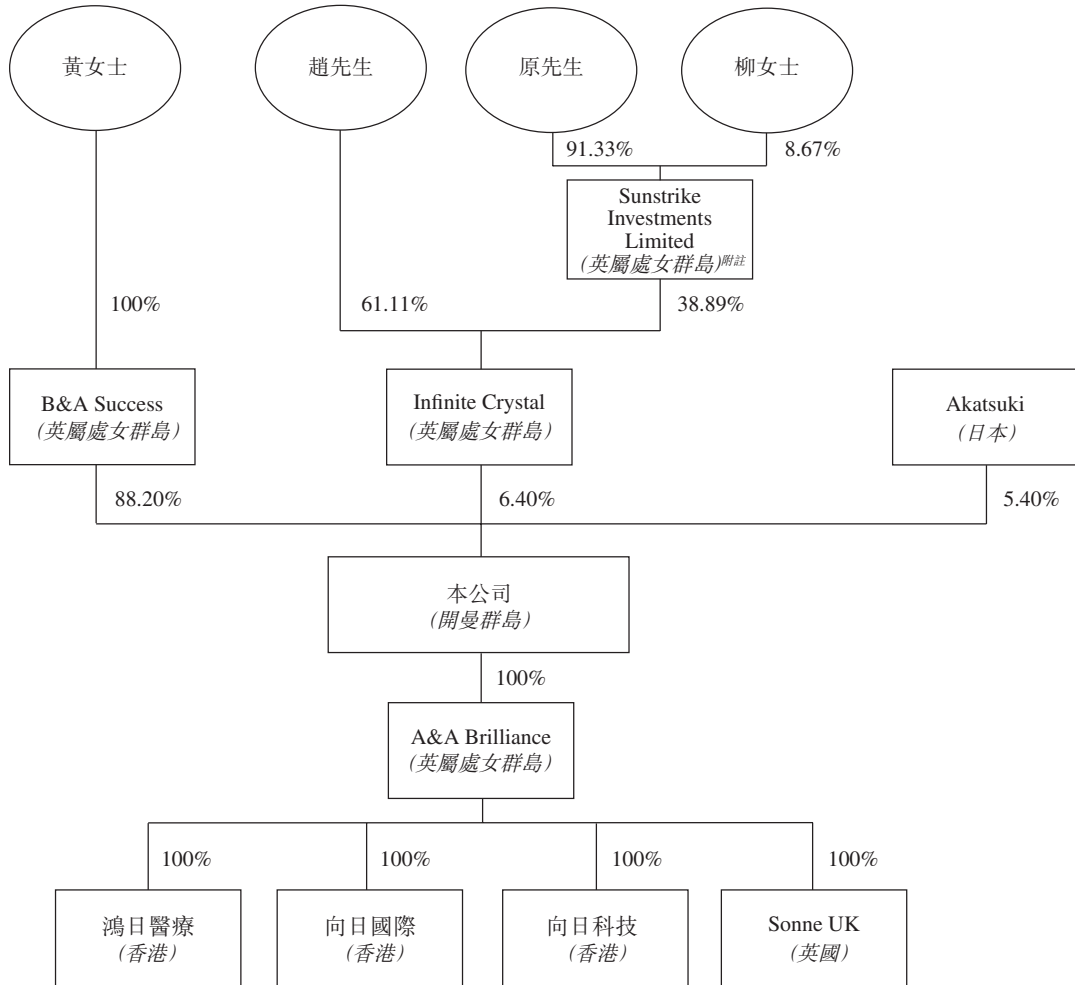 黃女士
趙先生
原先生
柳女士
91.33%
8.67%
Sunstrike
Investments
Limited
(英屬處女群島)附註
100%
61.11%
38.89%
B&A Success
(英屬處女群島)
Infinite Crystal
(英屬處女群島)
Akatsuki
(日本)
88.20%
6.40%
5.40%
本公司
(開曼群島)
100%
A&A Brilliance
(英屬處女群島)
100%
100%
100%
100%
鴻日醫療
(香港)
向日國際
(香港)
向日科技
(香港)
Sonne UK
(英國)